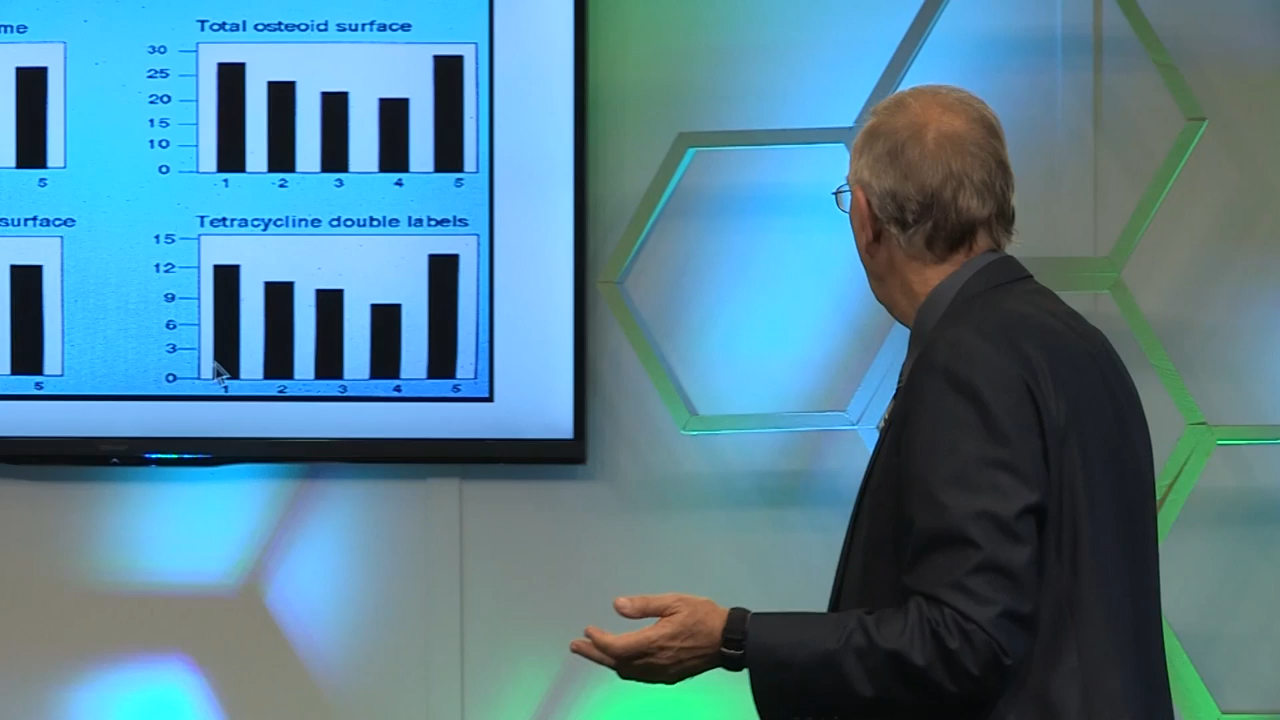 me
5
Total osteoid surface
30
25
20
15
10
0
1 2 3 4 5
surface
5
Tetracycline double labels
15
12
9
6
3
0
1 2 3 4 5